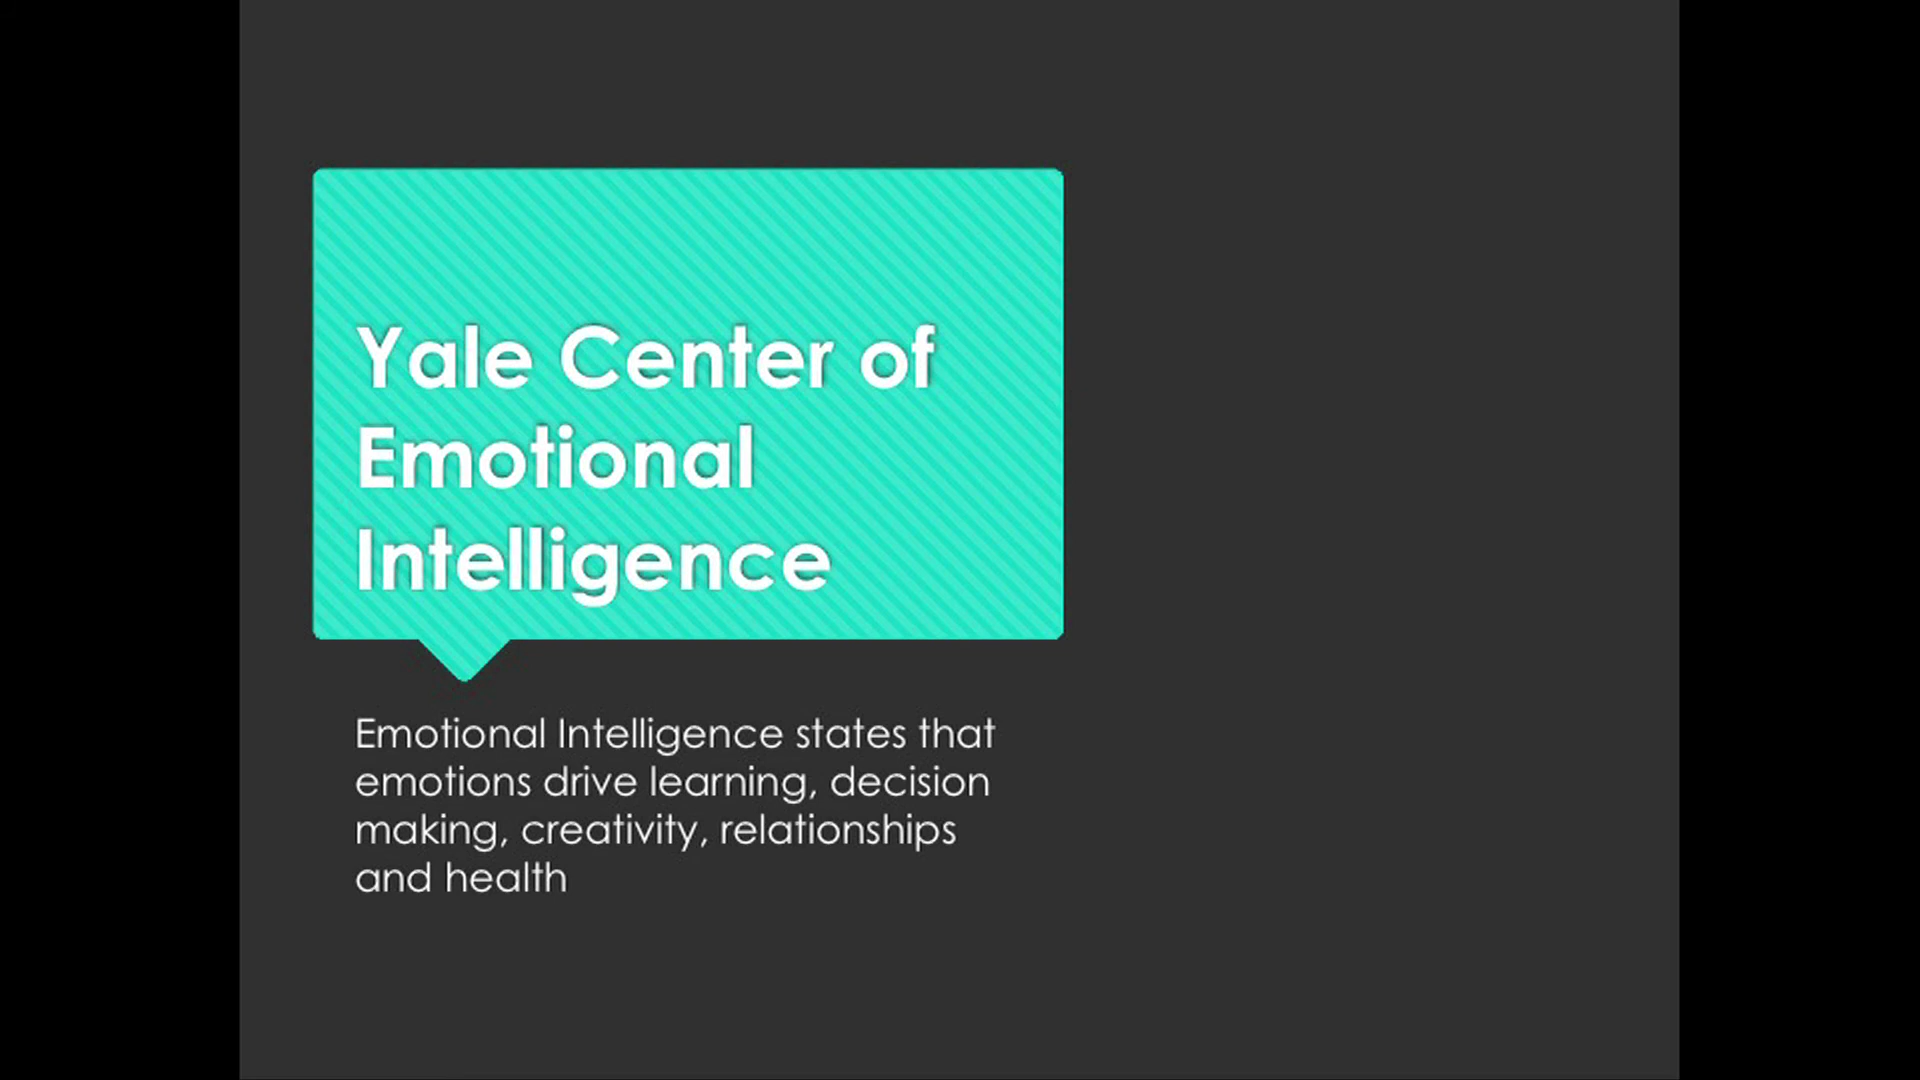 Yale Center of
Emotional
Intelligence
Emotional Intelligence states that
emotions drive learning, decision
making, creativity, relationships
and health